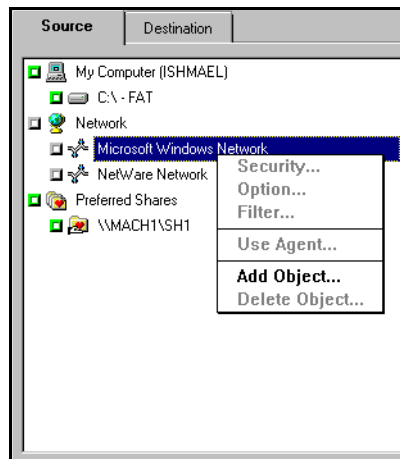 Source
Destination
My Computer (ISHMAEL)
C:\ - FAT
Network
Microsoft Windows Network
NetWare Network
Preferred Shares
\\MACH1\SH1
Security...
Option...
Filter...
Use Agent...
Add Object...
Delete Object...